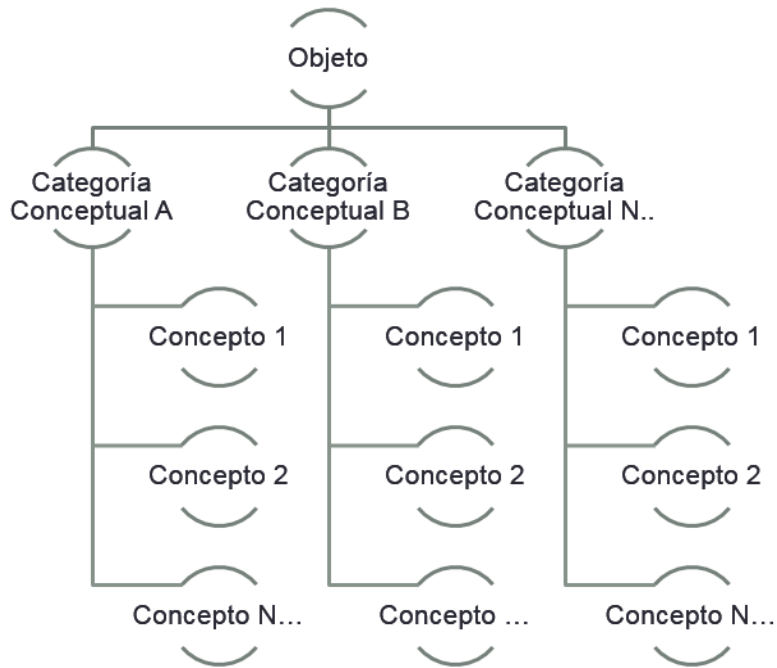 Objeto
Categoría
Conceptual A
Categoría
Conceptual B
Categoría
Conceptual N..
Concepto 1
Concepto 1
Concepto 1
Concepto 2
Concepto 2
Concepto 2
Concepto N...
Concepto ...
Concepto N...